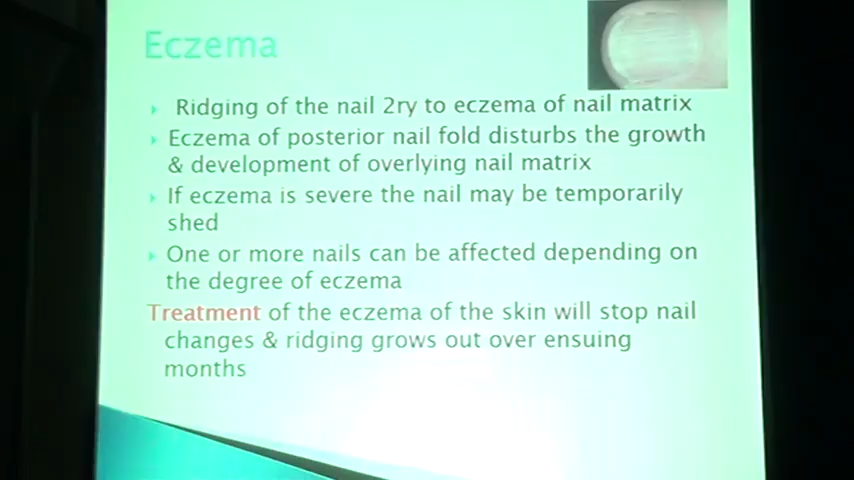 Eczema
Ridging of the nail 2ry to eczema of nail matrix
Eczema of posterior nail fold disturbs the growth
& development of overlying nail matrix
If eczema is severe the nail may be temporarily
shed
One or more nails can be affected depending on
the degree of eczema
Treatment of the eczema of the skin will stop nail
changes & ridging grows out over ensuing
months